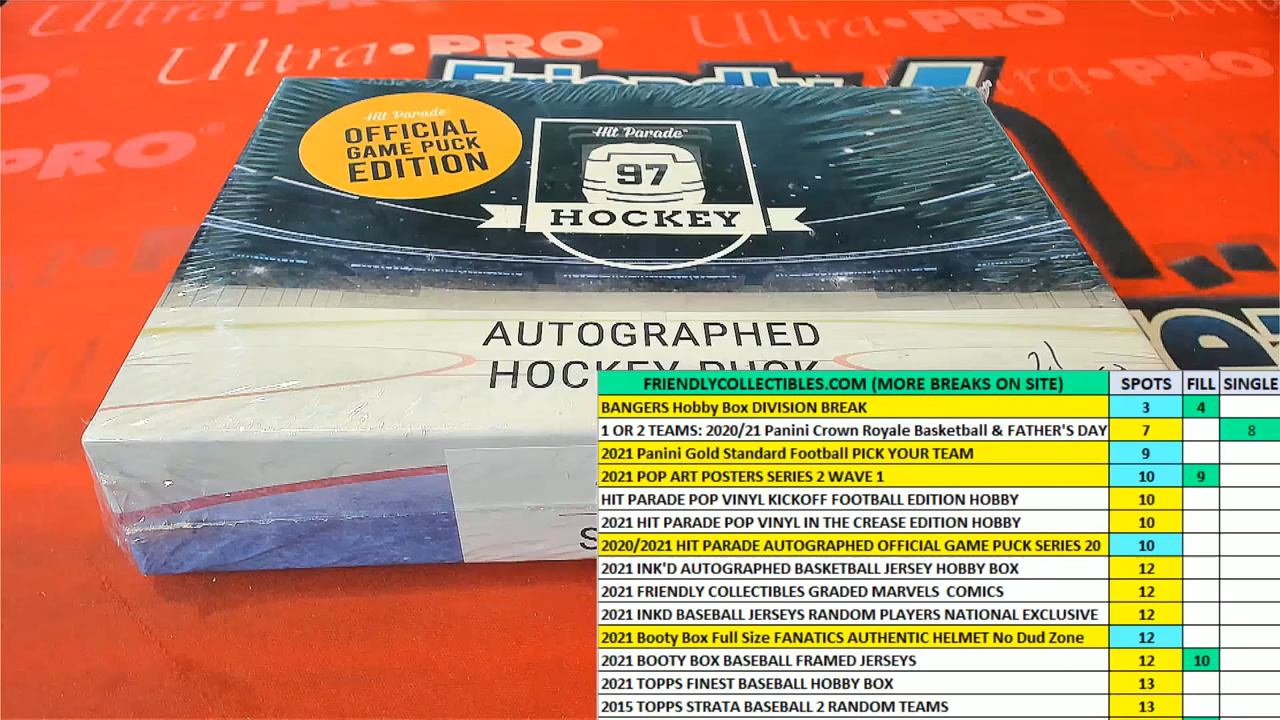 Ultra•PRO
Ultra•PRO
Ultra•PRO
PRO
Friendly
Hit Parade
OFFICIAL
GAME PUCK
EDITION
Hit Parade
97
HOCKEY
AUTOGRAPHED
HOCKEY PUCK
21
FRIENDLYCOLLECTIBLES.COM (MORE BREAKS ON SITE) SPOTS FILL SINGLE
BANGERS Hobby Box DIVISION BREAK 3 4
1 OR 2 TEAMS: 2020/21 Panini Crown Royale Basketball & FATHER'S DAY 7 8
2021 Panini Gold Standard Football PICK YOUR TEAM 9
2021 POP ART POSTERS SERIES 2 WAVE 1 10 9
HIT PARADE POP VINYL KICKOFF FOOTBALL EDITION HOBBY 10
2021 HIT PARADE POP VINYL IN THE CREASE EDITION HOBBY 10
2020/2021 HIT PARADE AUTOGRAPHED OFFICIAL GAME PUCK SERIES 20 10
2021 INK'D AUTOGRAPHED BASKETBALL JERSEY HOBBY BOX 12
2021 FRIENDLY COLLECTIBLES GRADED MARVELS COMICS 12
2021 INKD BASEBALL JERSEYS RANDOM PLAYERS NATIONAL EXCLUSIVE 12
2021 Booty Box Full Size FANATICS AUTHENTIC HELMET No Dud Zone 12
2021 BOOTY BOX BASEBALL FRAMED JERSEYS 12 10
2021 TOPPS FINEST BASEBALL HOBBY BOX 13
2015 TOPPS STRATA BASEBALL 2 RANDOM TEAMS 13